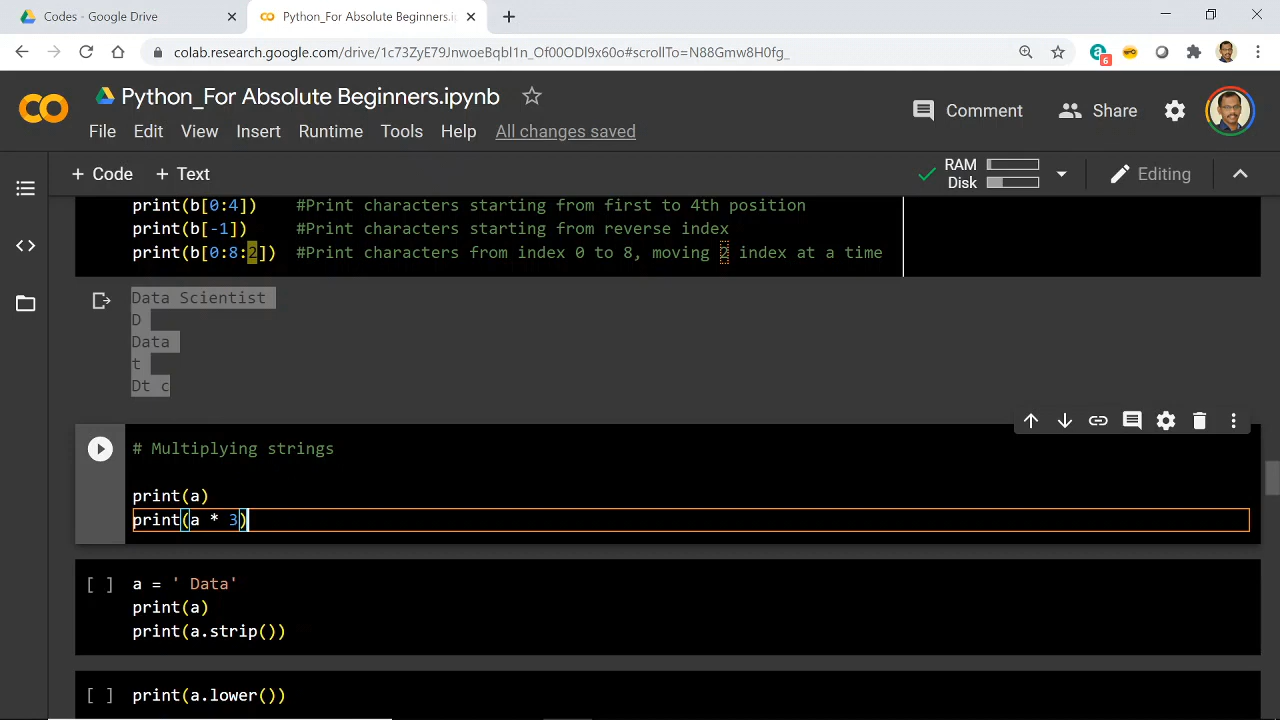 Codes - Google Drive
Python_For Absolute Beginners.i
colab.research.google.com/drive/1c73ZyE79JnwoeBqbl1n_Of00ODl9x60o#scrollTo=N88Gmw8H0fg_
6
Python_For Absolute Beginners.ipynb
Comment
Share
File Edit View Insert Runtime Tools Help All changes saved
+ Code + Text
RAM
Disk
Editing
print(b[0:4]) #Print characters starting from first to 4th position
print(b[-1]) #Print characters starting from reverse index
print(b[0:8:2]) #Print characters from index 0 to 8, moving 2 index at a time
Data Scientist
D
Data
t
Dt c
# Multiplying strings
print(a)
print(a * 3)
[ ] a = ' Data'
print(a)
print(a.strip())
[ ] print(a.lower())